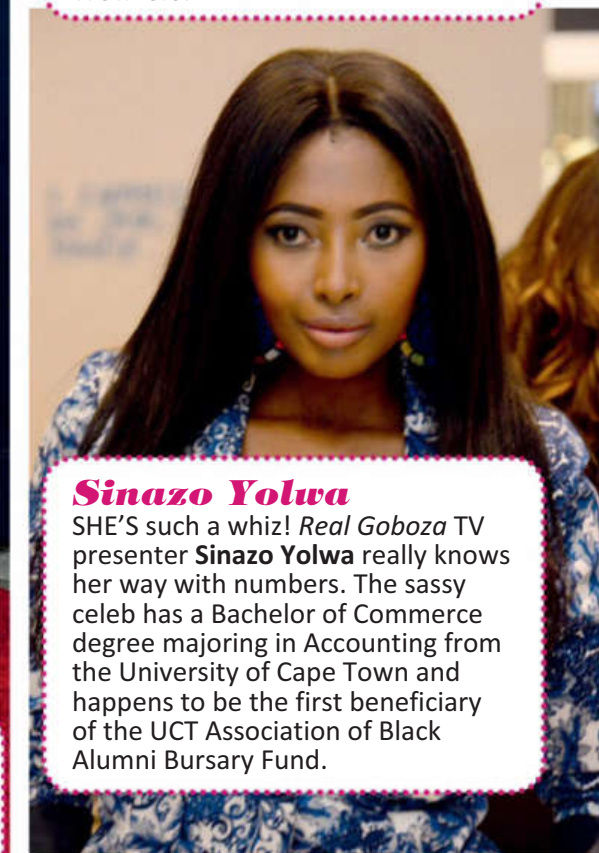 Sinazo Yolwa
SHE'S such a whiz! Real Goboza TV
presenter Sinazo Yolwa really knows
her way with numbers. The sassy
celeb has a Bachelor of Commerce
degree majoring in Accounting from
the University of Cape Town and
happens to be the first beneficiary
of the UCT Association of Black
Alumni Bursary Fund.